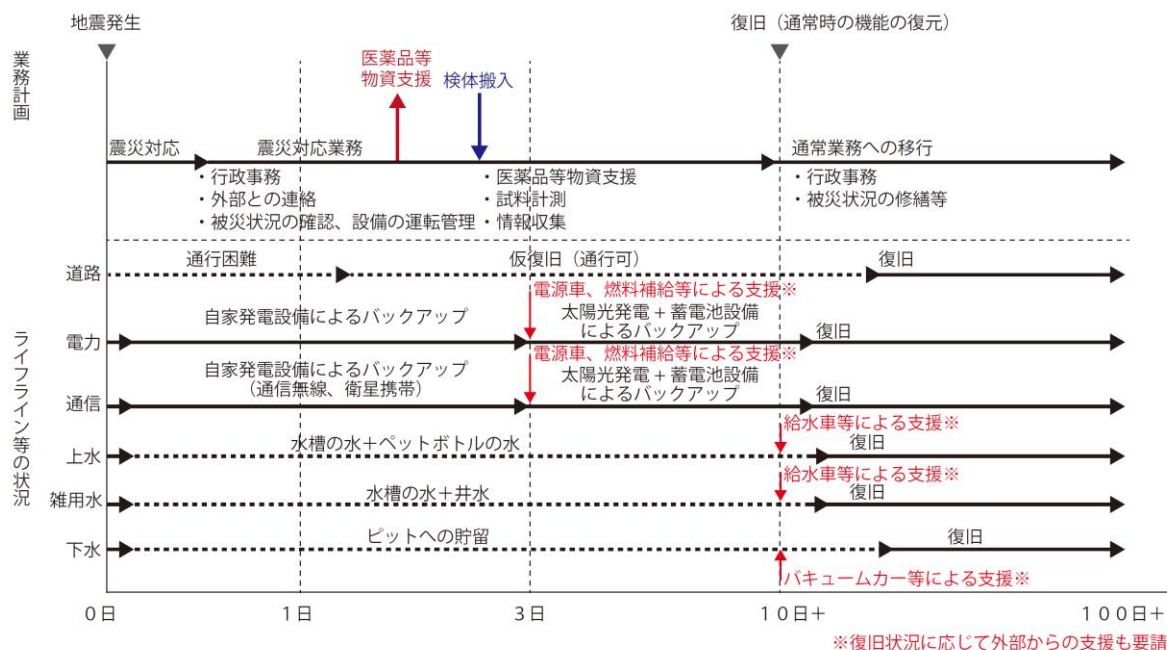 地震発生
復旧（通常時の機能の復元）
業務計画
医薬品等
物資支援
検体搬入
震災対応
震災対応業務
通常業務への移行
・行政事務
・外部との連絡
・被災状況の確認、設備の運転管理
・医薬品等物資支援
・試料計測
・情報収集
・行政事務
・被災状況の修繕等
ライフライン等の状況
道路
通行困難
仮復旧（通行可）
復旧
電源車、燃料補給等による支援※
電力
自家発電設備によるバックアップ
太陽光発電＋蓄電池設備
によるバックアップ
復旧
電源車、燃料補給等による支援※
通信
自家発電設備によるバックアップ
（通信無線、衛星携帯）
太陽光発電＋蓄電池設備
によるバックアップ
復旧
給水車等による支援※
上水
水槽の水＋ペットボトルの水
復旧
給水車等による支援※
雑用水
水槽の水＋井水
復旧
下水
ピットへの貯留
復旧
バキュームカー等による支援※
０日
１日
３日
１０日+
１００日+
※復旧状況に応じて外部からの支援も要請